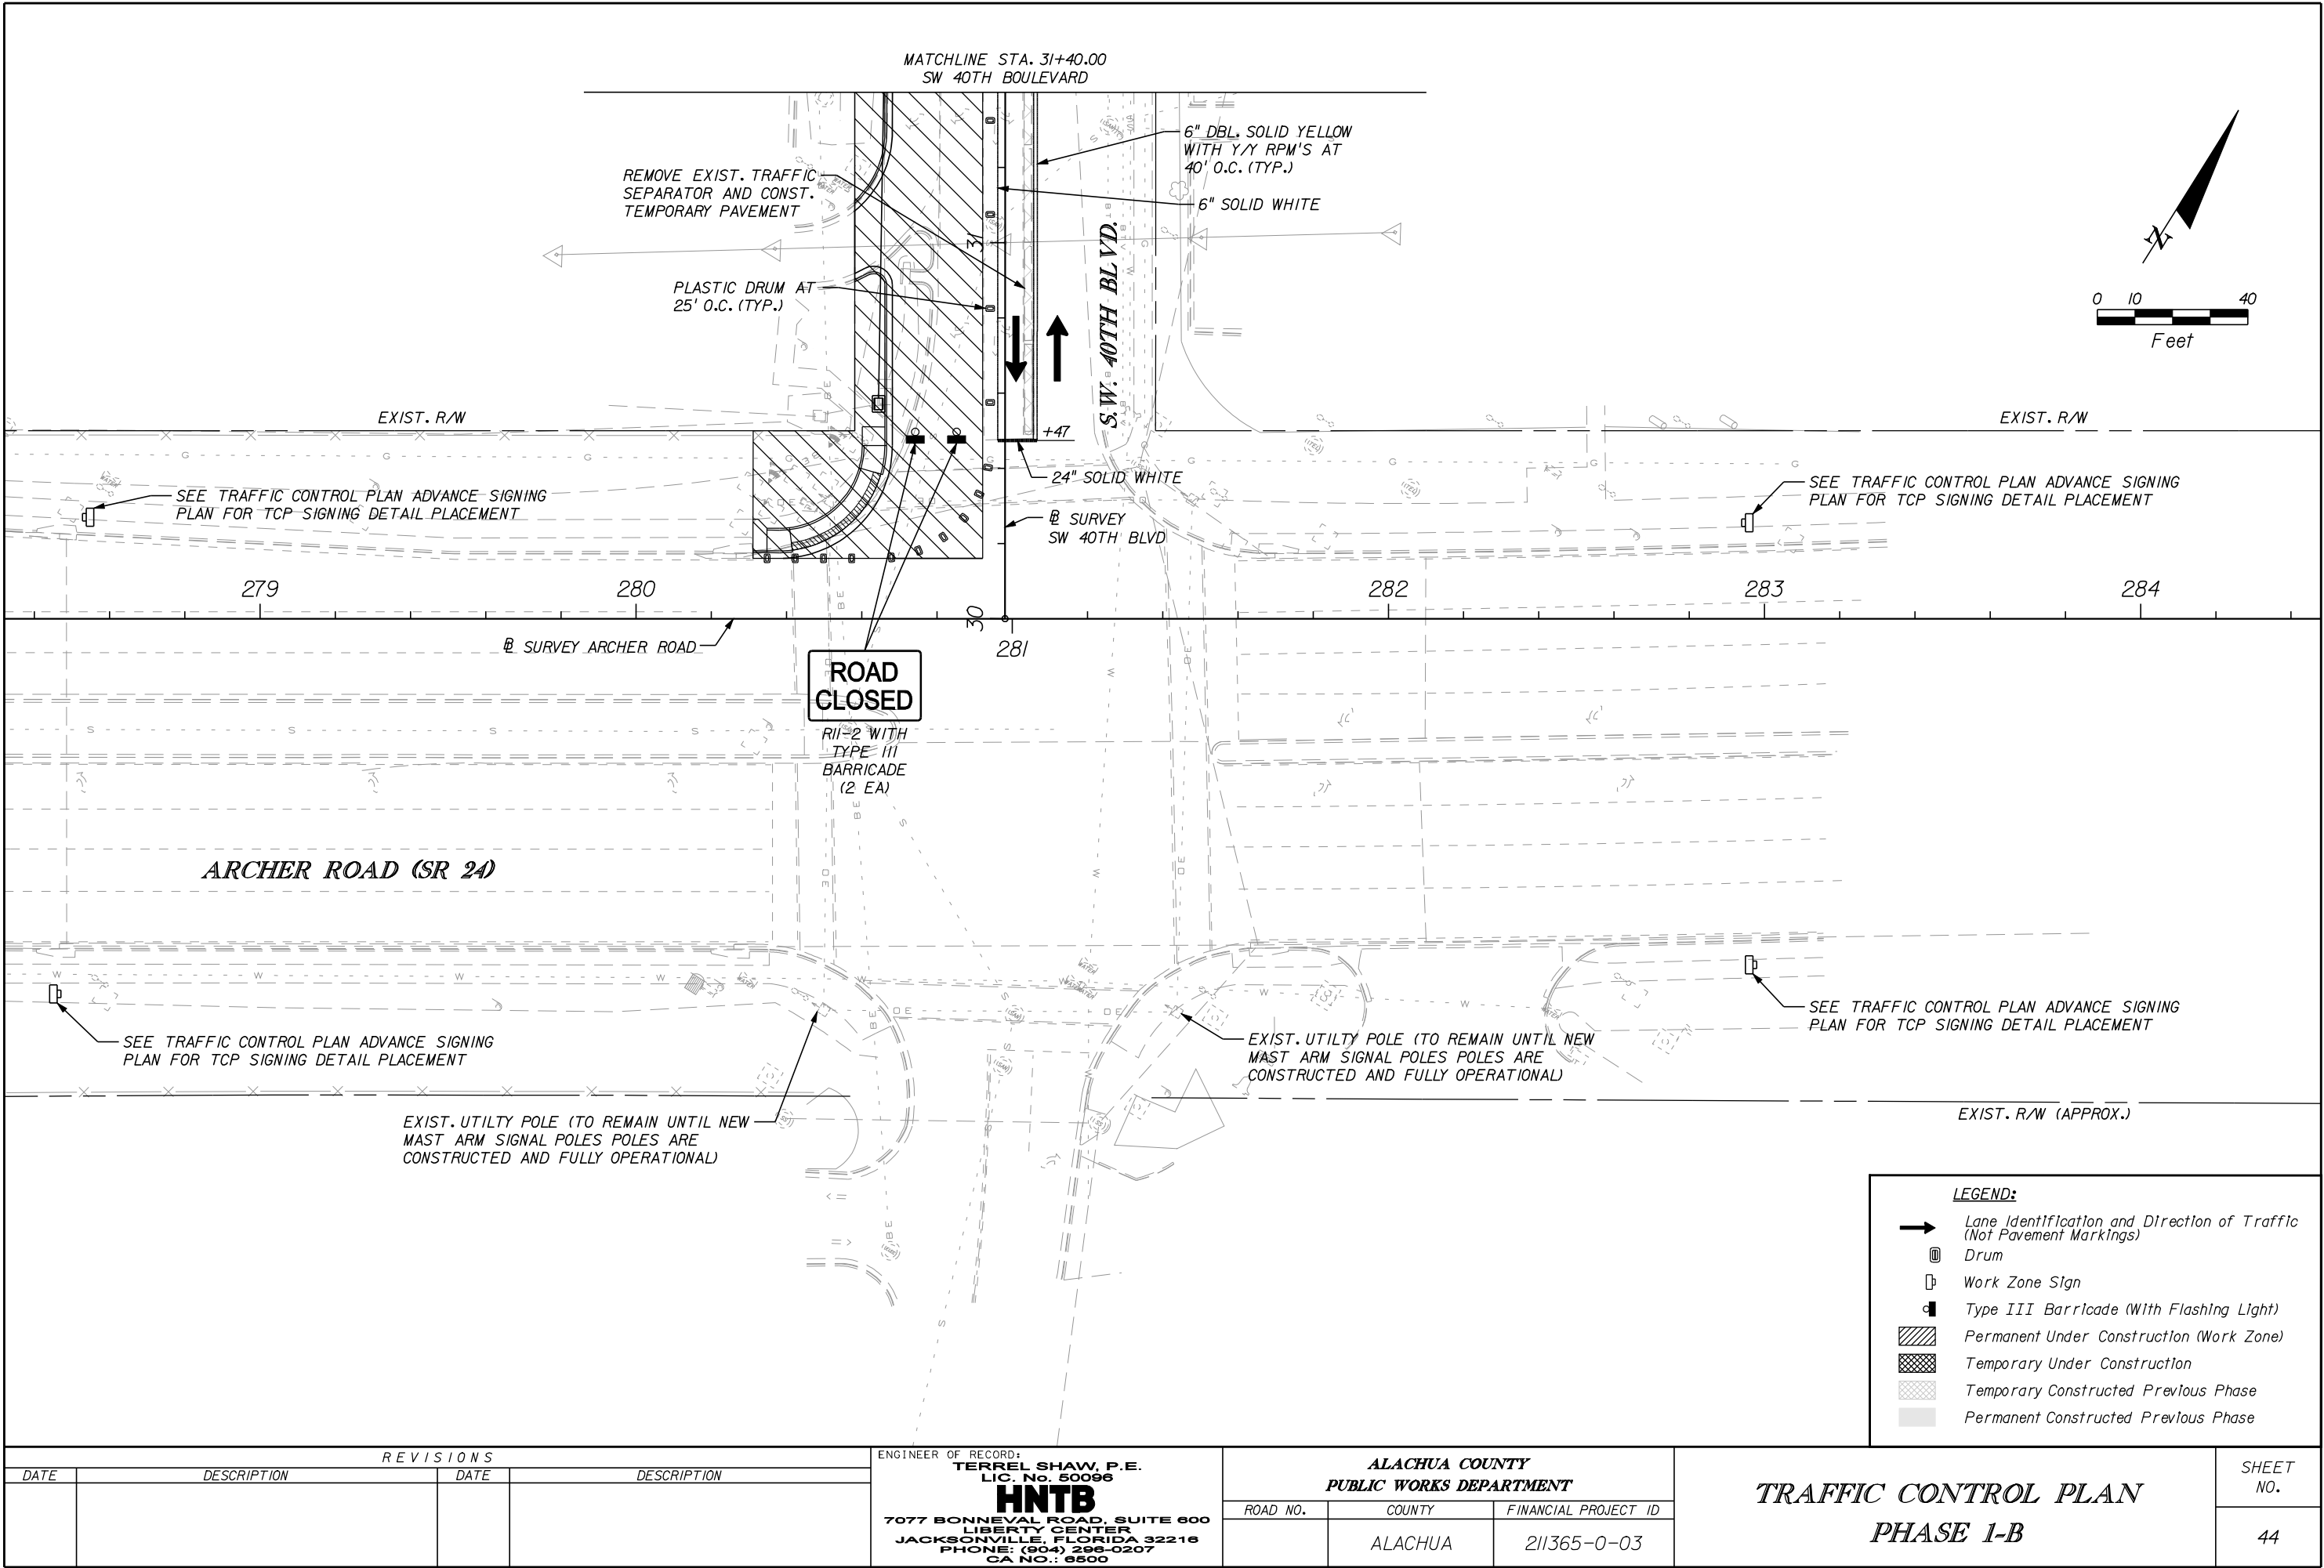 MATCHLINE STA. 31+40.00
SW 40TH BOULEVARD
6" DBL. SOLID YELLOW
WITH Y/Y RPM'S AT
40' O.C. (TYP.)
REMOVE EXIST. TRAFFIC
SEPARATOR AND CONST.
TEMPORARY PAVEMENT
6" SOLID WHITE
31
S.W. 40TH BLVD.
N
PLASTIC DRUM AT
25' O.C. (TYP.)
0 10 40
Feet
EXIST. R/W
EXIST. R/W
+47
24" SOLID WHITE
SEE TRAFFIC CONTROL PLAN ADVANCE SIGNING
PLAN FOR TCP SIGNING DETAIL PLACEMENT
SEE TRAFFIC CONTROL PLAN ADVANCE SIGNING
PLAN FOR TCP SIGNING DETAIL PLACEMENT
BL SURVEY
SW 40TH BLVD
279 280 282 283 284
30
281
BL SURVEY ARCHER ROAD
ROAD
CLOSED
R11-2 WITH
TYPE III
BARRICADE
(2 EA)
ARCHER ROAD (SR 24)
SEE TRAFFIC CONTROL PLAN ADVANCE SIGNING
PLAN FOR TCP SIGNING DETAIL PLACEMENT
SEE TRAFFIC CONTROL PLAN ADVANCE SIGNING
PLAN FOR TCP SIGNING DETAIL PLACEMENT
EXIST. UTILTY POLE (TO REMAIN UNTIL NEW
MAST ARM SIGNAL POLES POLES ARE
CONSTRUCTED AND FULLY OPERATIONAL)
EXIST. UTILTY POLE (TO REMAIN UNTIL NEW
MAST ARM SIGNAL POLES POLES ARE
CONSTRUCTED AND FULLY OPERATIONAL)
EXIST. R/W (APPROX.)
LEGEND:
Lane Identification and Direction of Traffic
(Not Pavement Markings)
Drum
Work Zone Sign
Type III Barricade (With Flashing Light)
Permanent Under Construction (Work Zone)
Temporary Under Construction
Temporary Constructed Previous Phase
Permanent Constructed Previous Phase
REVISIONS
DATE DESCRIPTION DATE DESCRIPTION
ENGINEER OF RECORD:
TERREL SHAW, P.E.
LIC. No. 50096
HNTB
7077 BONNEVAL ROAD, SUITE 600
LIBERTY CENTER
JACKSONVILLE, FLORIDA 32216
PHONE: (904) 296-0207
CA NO.: 6500
ALACHUA COUNTY
PUBLIC WORKS DEPARTMENT
ROAD NO. COUNTY FINANCIAL PROJECT ID
ALACHUA 211365-0-03
TRAFFIC CONTROL PLAN
PHASE 1-B
SHEET
NO.
44